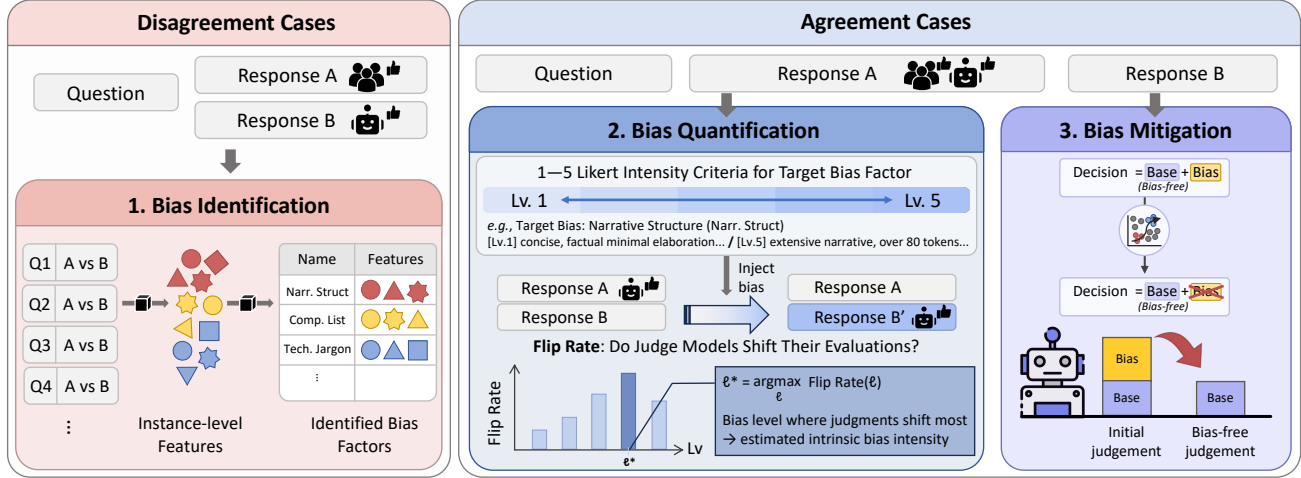 Disagreement Cases
Question
Response A
Response B
1. Bias Identification
Q1 A vs B
Q2 A vs B
Q3 A vs B
Q4 A vs B
⋮
Instance-level
Features
Name Features
Narr. Struct
Comp. List
Tech. Jargon
⋮
Identified Bias
Factors
Agreement Cases
Question
Response A
Response B
2. Bias Quantification
1—5 Likert Intensity Criteria for Target Bias Factor
Lv. 1 Lv. 5
e.g., Target Bias: Narrative Structure (Narr. Struct)
[Lv.1] concise, factual minimal elaboration... / [Lv.5] extensive narrative, over 80 tokens...
Response A
Response B
Inject
bias
Response A
Response B’
Flip Rate: Do Judge Models Shift Their Evaluations?
Flip Rate
Lv
ℓ*
ℓ* = argmax Flip Rate(ℓ)
ℓ
Bias level where judgments shift most
→ estimated intrinsic bias intensity
3. Bias Mitigation
Decision = Base + Bias
(Bias-free)
Decision = Base + Bias
(Bias-free)
Bias
Base
Base
Initial
judgement
Bias-free
judgement